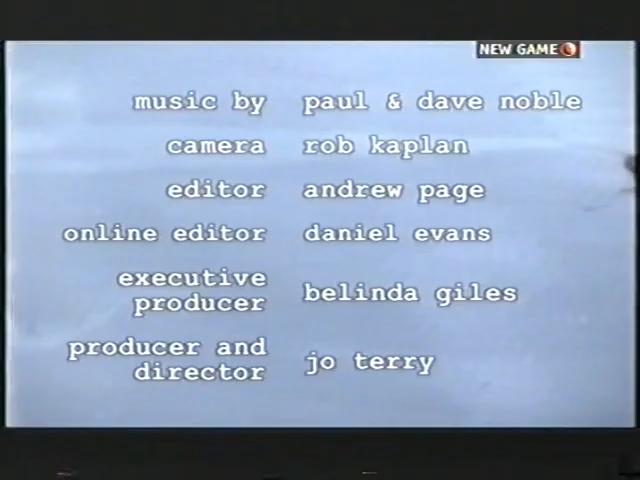 NEW GAME
music by paul & dave noble
camera rob kaplan
editor andrew page
online editor daniel evans
executive
producer belinda giles
producer and
director jo terry